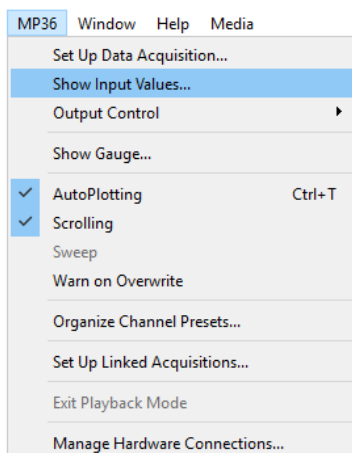 MP36 Window Help Media
Set Up Data Acquisition...
Show Input Values...
Output Control
Show Gauge...
AutoPlotting Ctrl+T
Scrolling
Sweep
Warn on Overwrite
Organize Channel Presets...
Set Up Linked Acquisitions...
Exit Playback Mode
Manage Hardware Connections...